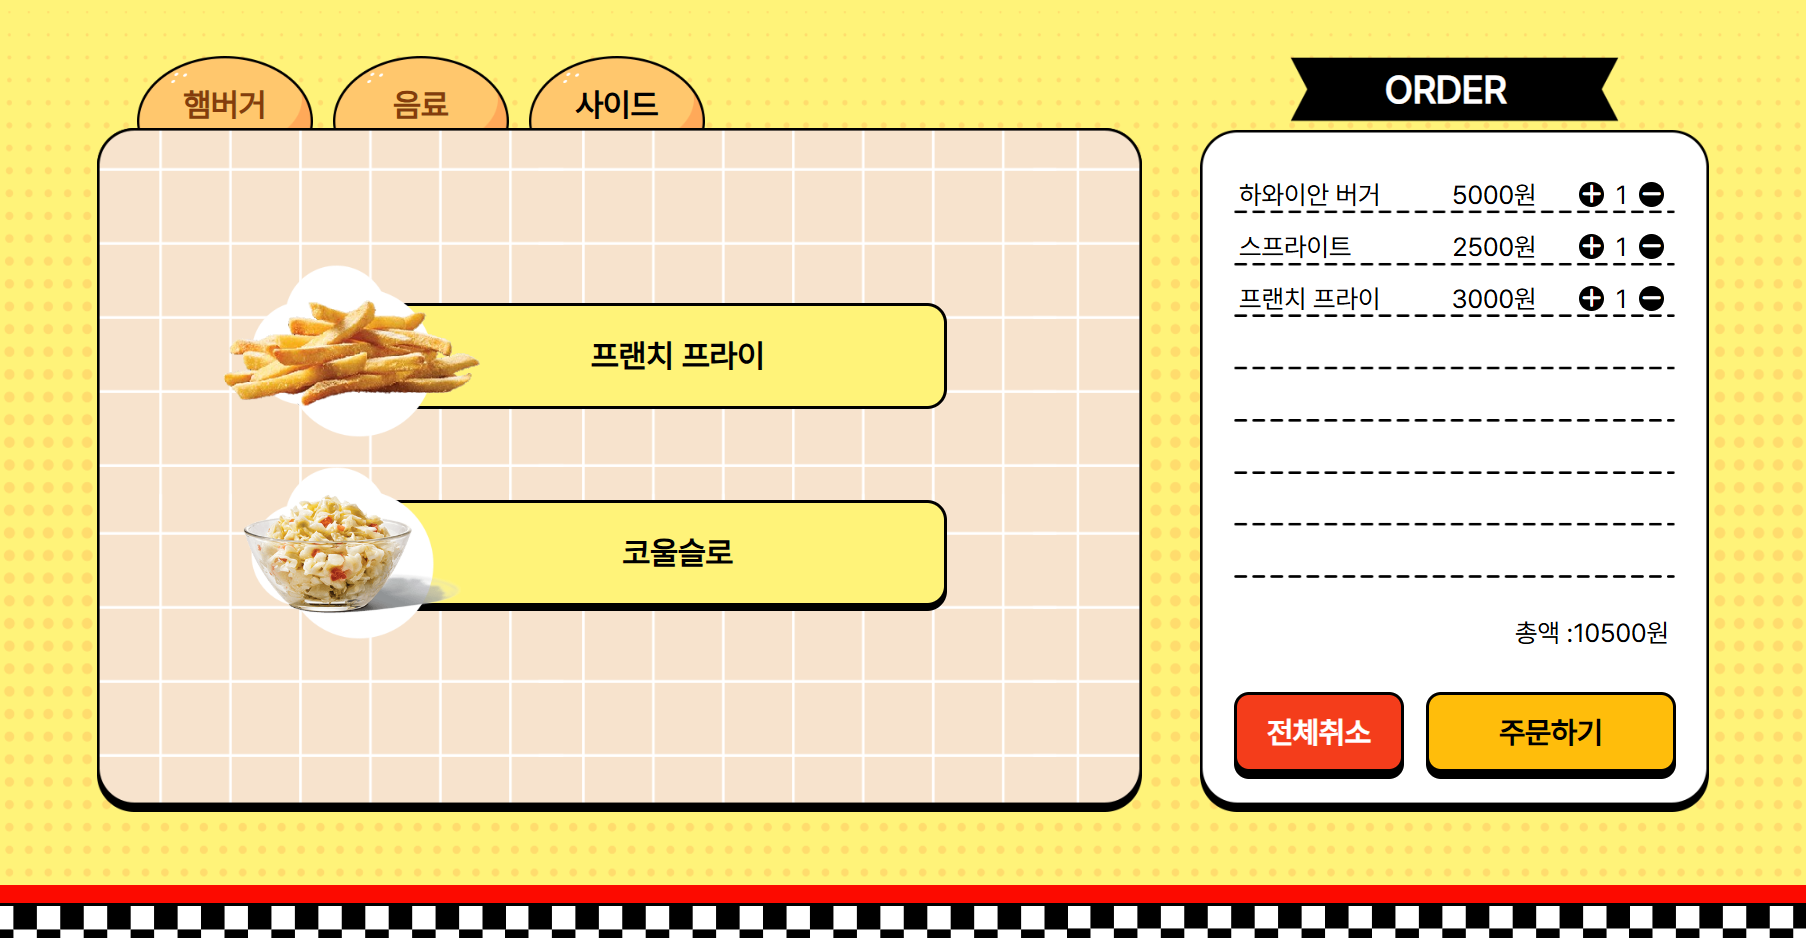 햄버거
음료
사이드
프랜치 프라이
코울슬로
ORDER
하와이안 버거 5000원 1
스프라이트 2500원 1
프랜치 프라이 3000원 1
총액 :10500원
전체취소
주문하기